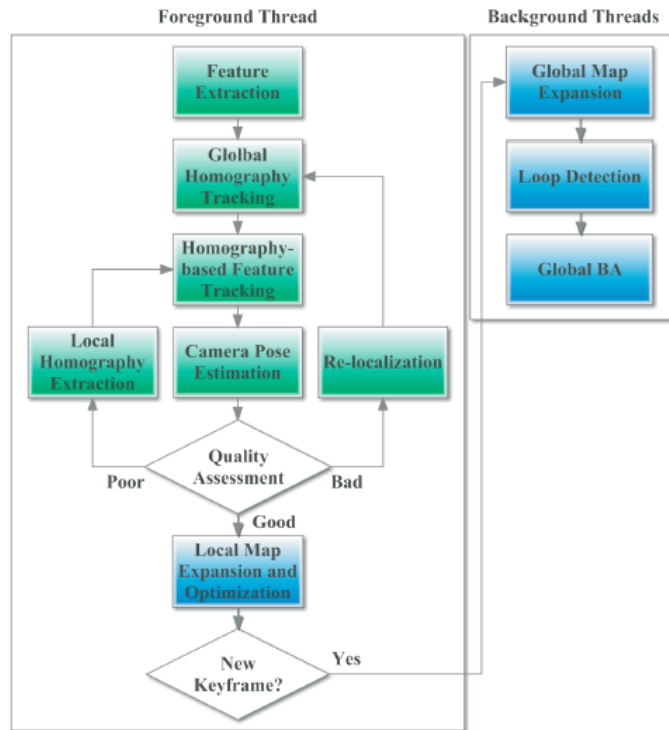 Foreground Thread
Feature
Extraction
Glolbal
Homography
Tracking
Homography-
based Feature
Tracking
Local
Homography
Extraction
Camera Pose
Estimation
Re-localization
Quality
Assessment
Poor
Bad
Good
Local Map
Expansion and
Optimization
New
Keyframe?
Yes
Background Threads
Global Map
Expansion
Loop Detection
Global BA